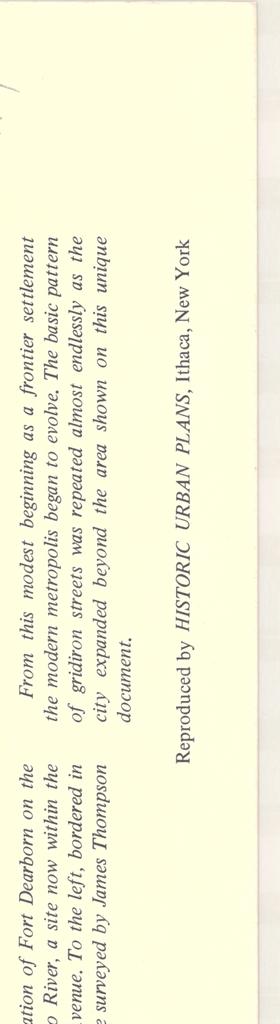 of Fort Dearborn on the
River, a site now within the
To the left, bordered in
surveyed by James Thompson
From this modest beginning as a frontier settlement
the modern metropolis began to evolve. The basic pattern
of gridiron streets was repeated almost endlessly as the
city expanded beyond the area shown on this unique
document.
Reproduced by HISTORIC URBAN PLANS, Ithaca, New York